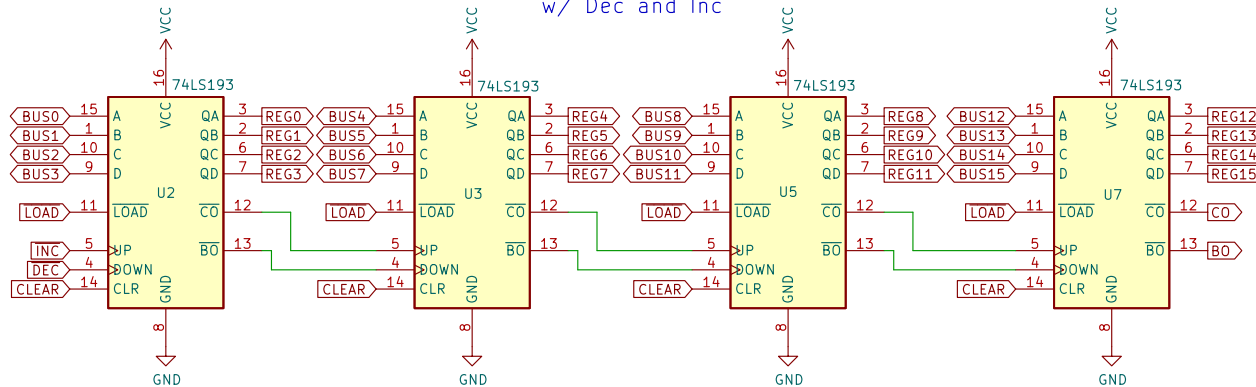 w/ Dec and Inc
VCC VCC VCC VCC
16 16 16 16
74LS193 74LS193 74LS193 74LS193
BUS0 15 A VCC QA 3 REG0 BUS4 15 A VCC QA 3 REG4 BUS8 15 A VCC QA 3 REG8 BUS12 15 A VCC QA 3 REG12
BUS1 1 B QB 2 REG1 BUS5 1 B QB 2 REG5 BUS9 1 B QB 2 REG9 BUS13 1 B QB 2 REG13
BUS2 10 C QC 6 REG2 BUS6 10 C QC 6 REG6 BUS10 10 C QC 6 REG10 BUS14 10 C QC 6 REG14
BUS3 9 D QD 7 REG3 BUS7 9 D QD 7 REG7 BUS11 9 D QD 7 REG11 BUS15 9 D QD 7 REG15
U2 U3 U5 U7
LOAD 11 LOAD CO 12 LOAD 11 LOAD CO 12 LOAD 11 LOAD CO 12 LOAD 11 LOAD CO 12 CO
INC 5 UP BO 13 5 UP BO 13 5 UP BO 13 5 UP BO 13 BO
DEC 4 DOWN 4 DOWN 4 DOWN 4 DOWN
CLEAR 14 CLR GND CLEAR 14 CLR GND CLEAR 14 CLR GND CLEAR 14 CLR GND
8 8 8 8
GND GND GND GND